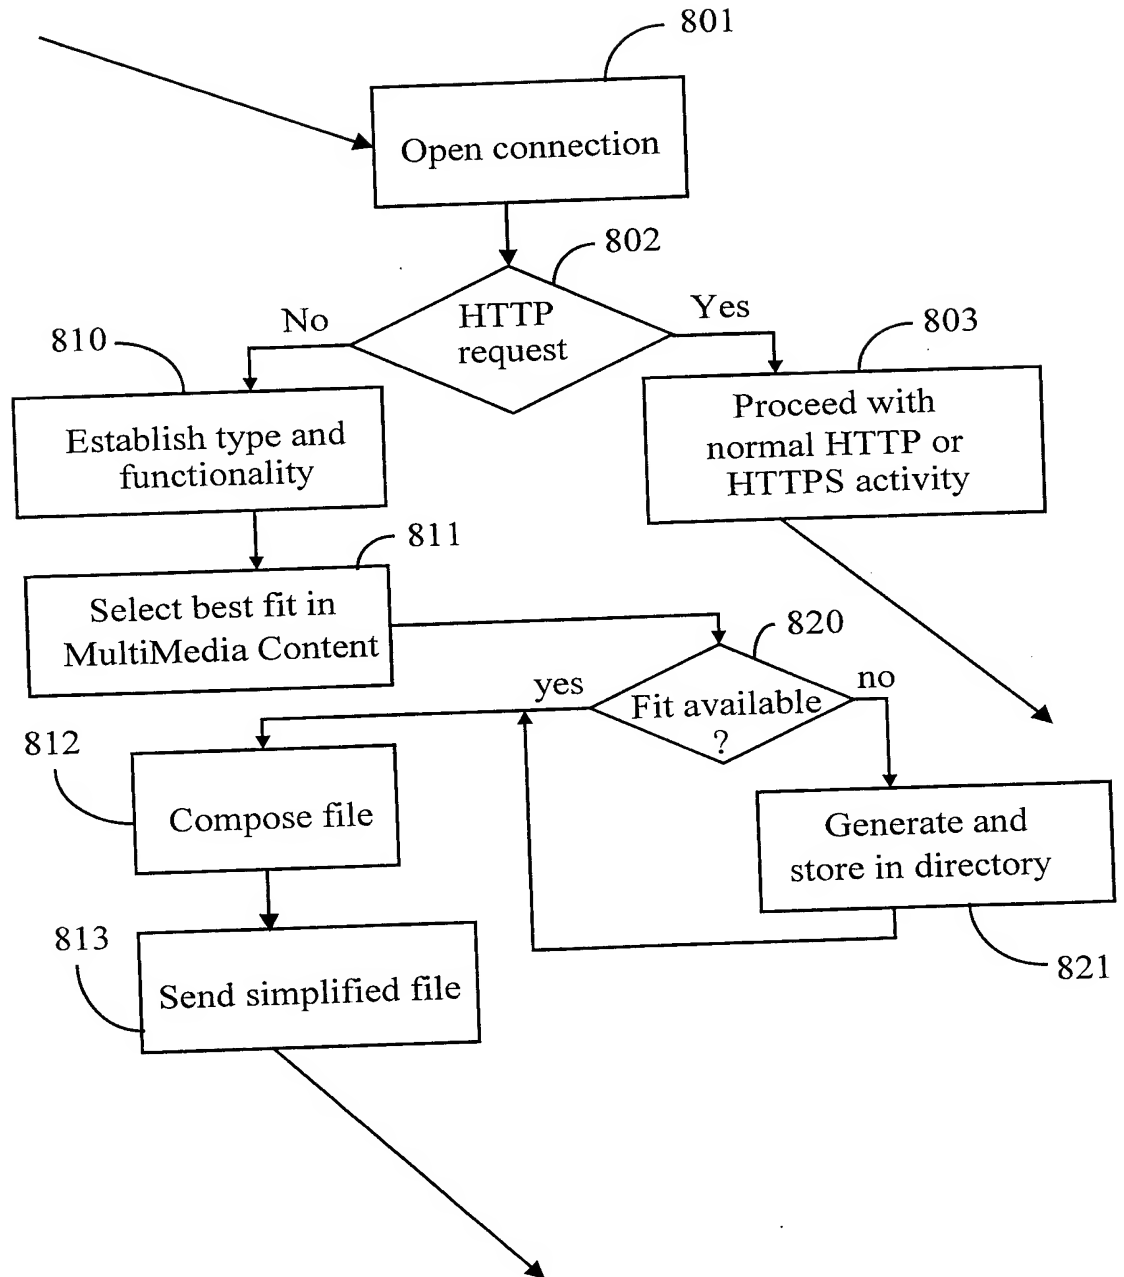 801
Open connection
802
HTTP
request
No
Yes
810
803
Establish type and
functionality
Proceed with
normal HTTP or
HTTPS activity
811
Select best fit in
MultiMedia Content
820
Fit available
?
yes
no
812
Compose file
Generate and
store in directory
813
Send simplified file
821